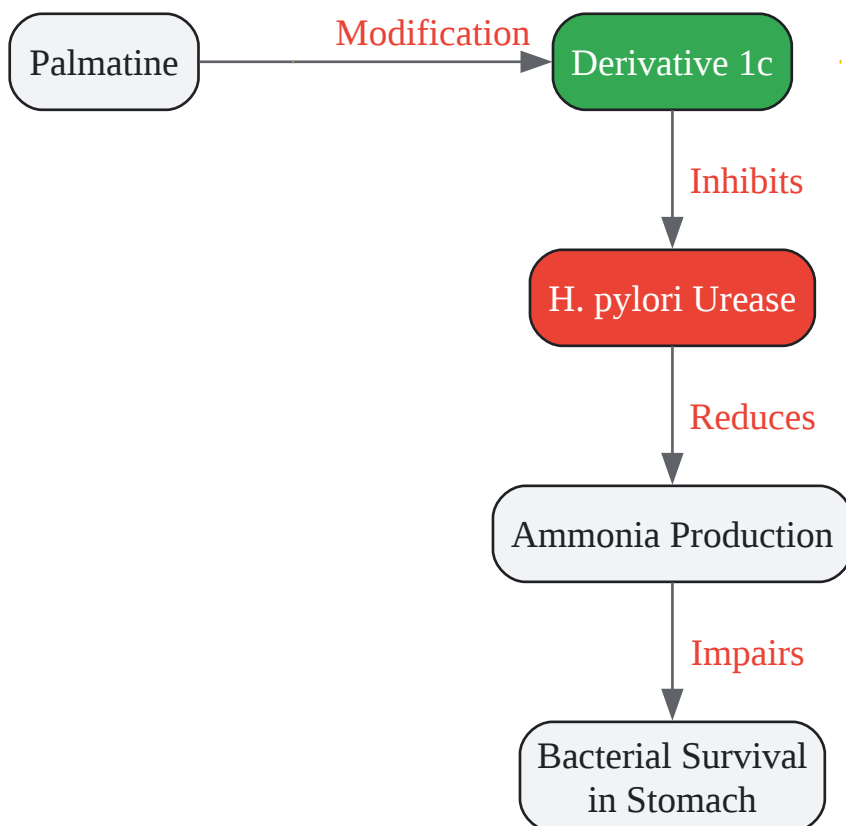 Palmatine
Modification
Derivative 1c
Inhibits
H. pylori Urease
Reduces
Ammonia Production
Impairs
Bacterial Survival
in Stomach